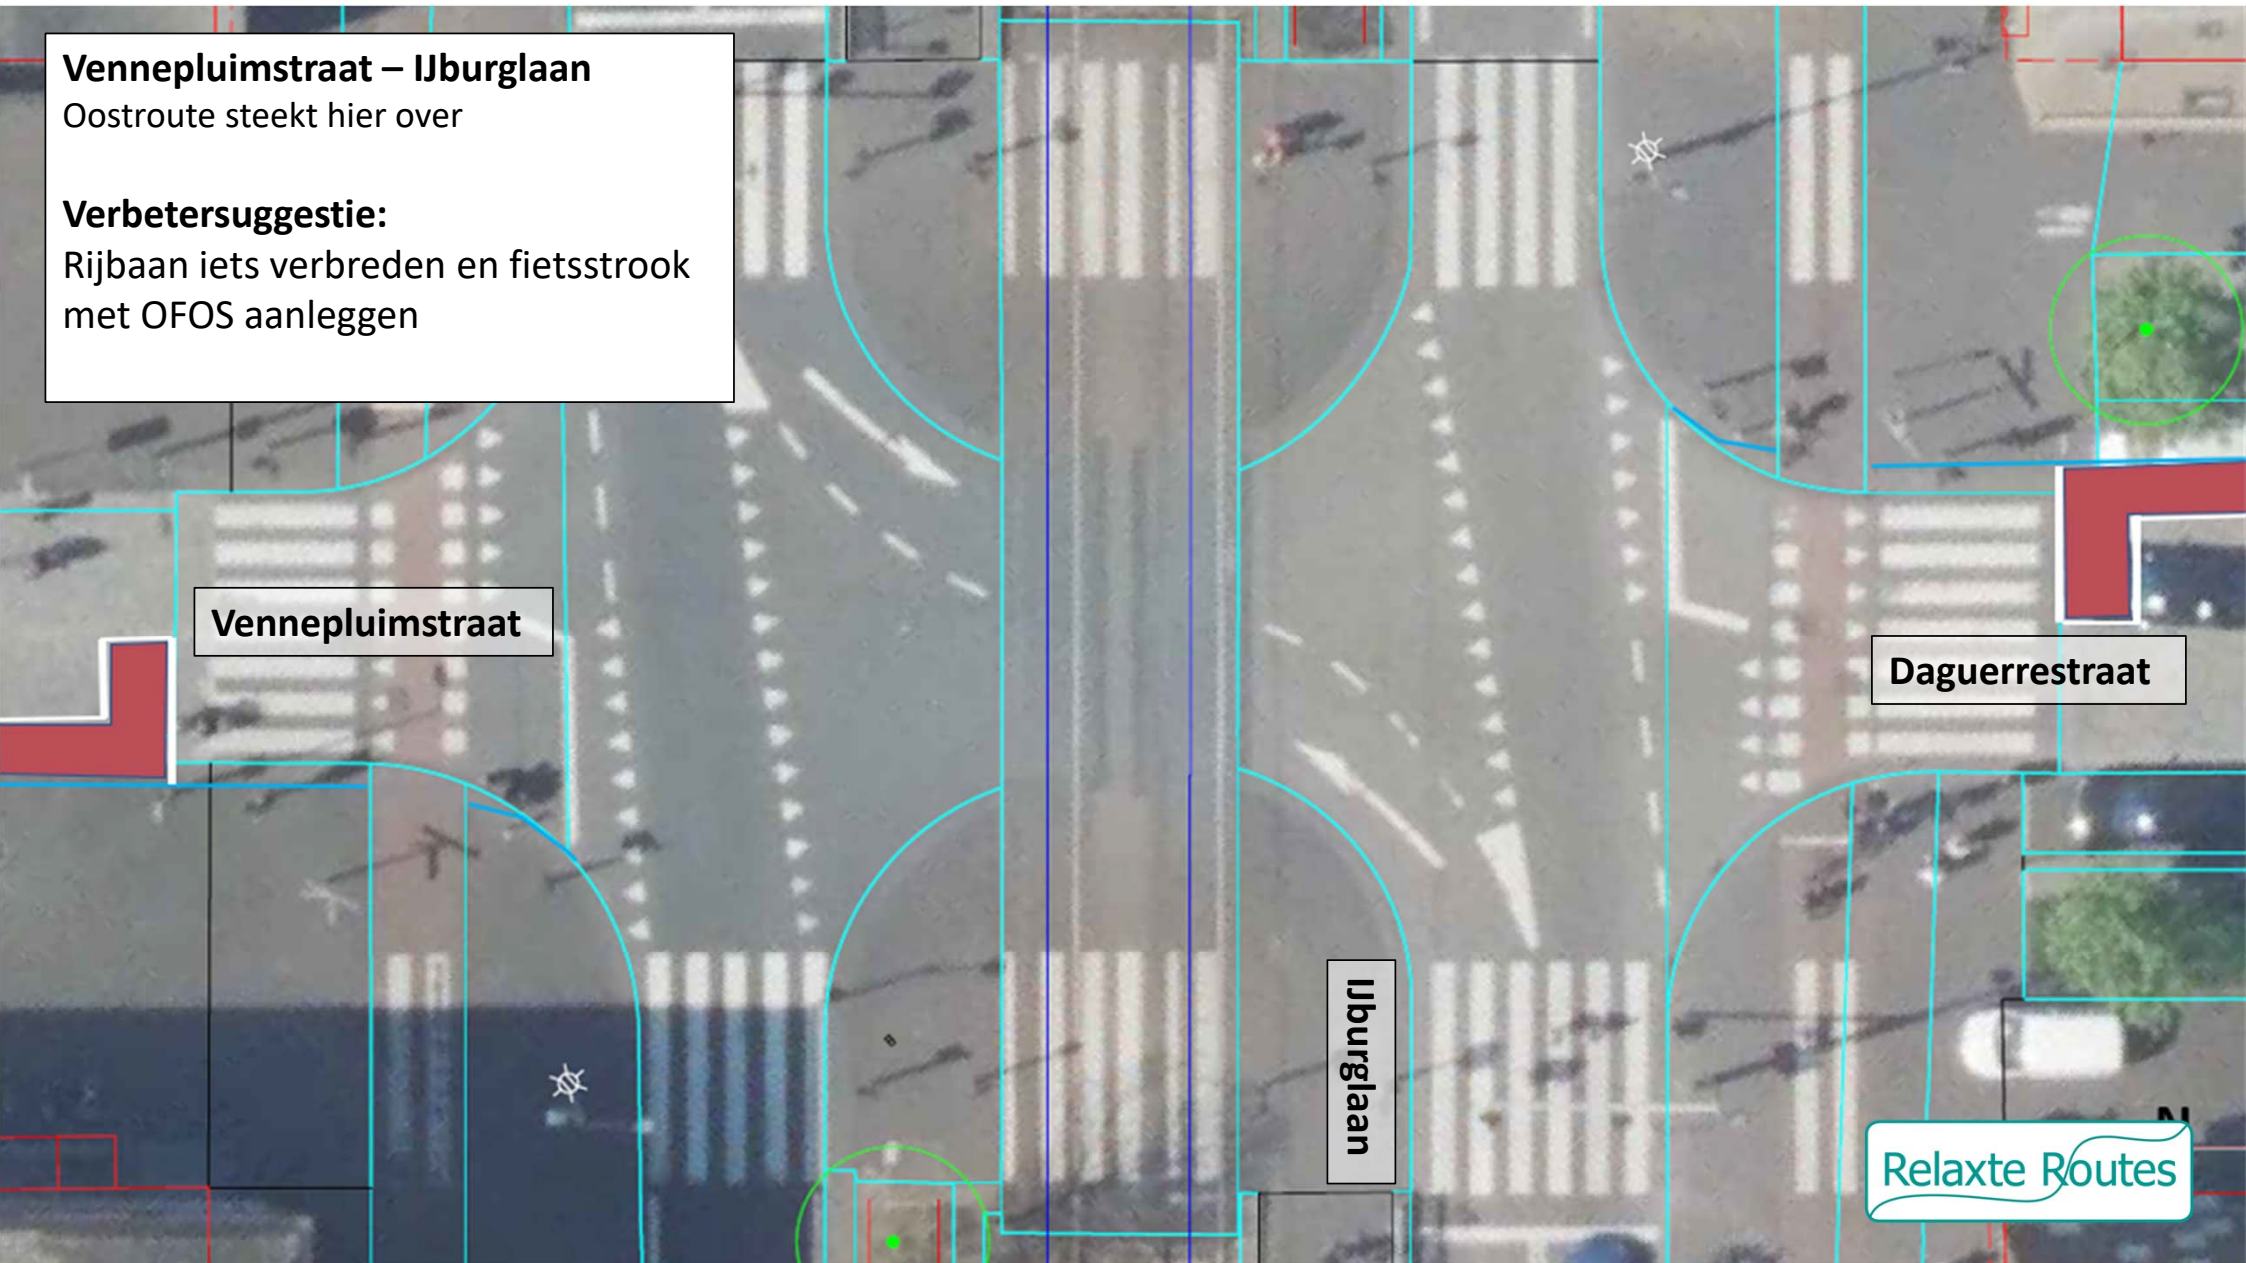 Vennepluimstraat – IJburglaan
Oostroute steekt hier over
Verbetersuggestie:
Rijbaan iets verbreden en fietsstrook
met OFOS aanleggen
Vennepluimstraat
Daguerrestraat
IJburglaan
N
Relaxte Routes